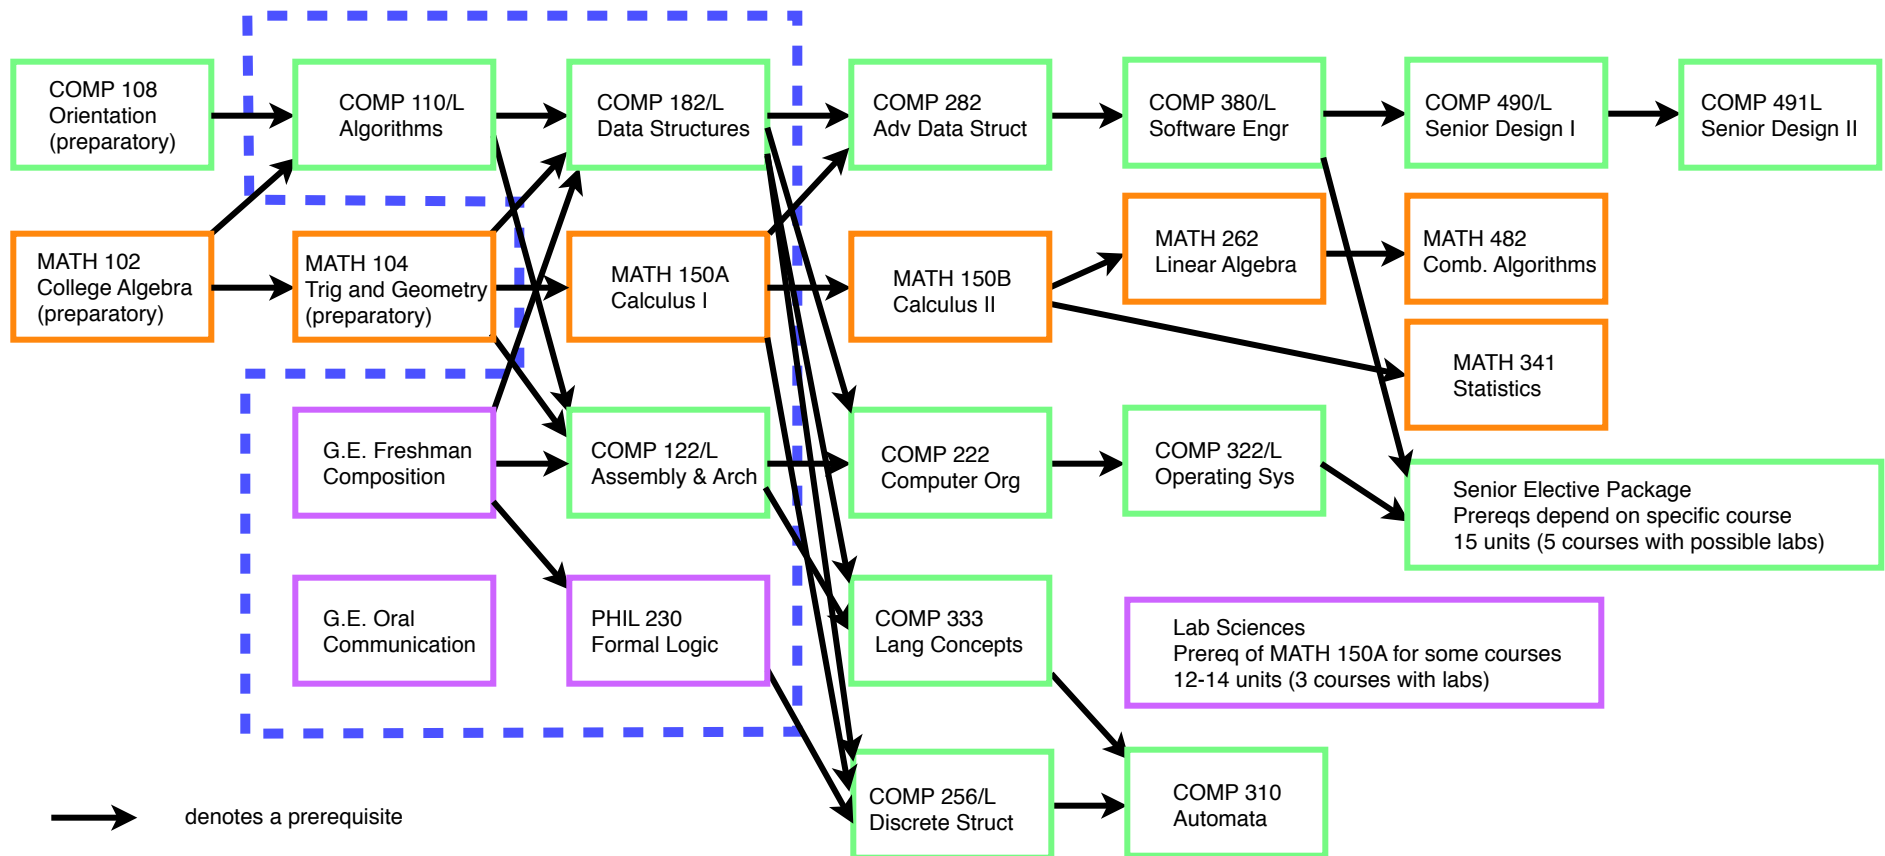 COMP 108
Orientation
(preparatory)
COMP 110/L
Algorithms
COMP 182/L
Data Structures
COMP 282
Adv Data Struct
COMP 380/L
Software Engr
COMP 490/L
Senior Design I
COMP 491L
Senior Design II
MATH 102
College Algebra
(preparatory)
MATH 104
Trig and Geometry
(preparatory)
MATH 150A
Calculus I
MATH 150B
Calculus II
MATH 262
Linear Algebra
MATH 482
Comb. Algorithms
MATH 341
Statistics
G.E. Freshman
Composition
COMP 122/L
Assembly & Arch
COMP 222
Computer Org
COMP 322/L
Operating Sys
Senior Elective Package
Prereqs depend on specific course
15 units (5 courses with possible labs)
G.E. Oral
Communication
PHIL 230
Formal Logic
COMP 333
Lang Concepts
Lab Sciences
Prereq of MATH 150A for some courses
12-14 units (3 courses with labs)
COMP 256/L
Discrete Struct
COMP 310
Automata
denotes a prerequisite